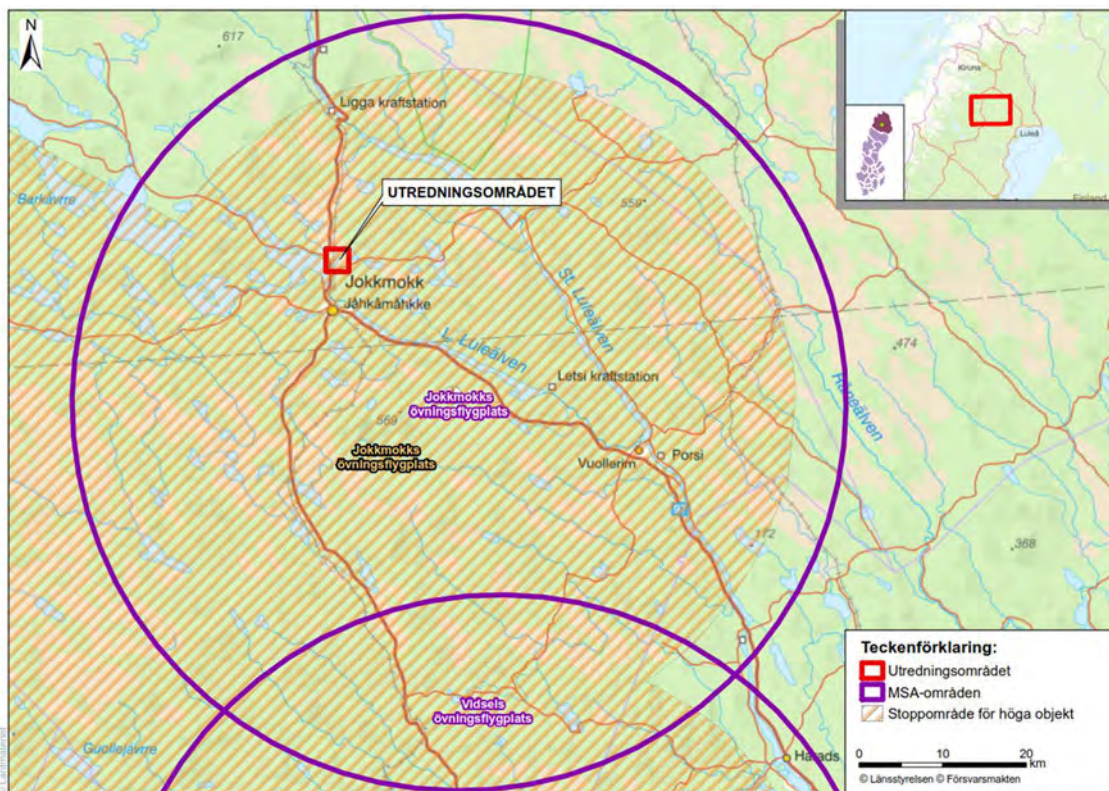 N
617
Ligga kraftstation
Kiruna
Luleå
Finland
UTREDNINGSOMRÅDET
Barkávrre
559
Jokkmokk
Jåhkåmåhkke
St Luleälven
L. Luleälven
474
Råneälven
Letsi kraftstation
Jokkmokks
övningsflygplats
569
Jokkmokks
övningsflygplats
Vuollerim
Porsi
172
368
Vidsels
övningsflygplats
Guollejávrre
Harads
Teckenförklaring:
Utredningsområdet
MSA-områden
Stoppområde för höga objekt
0 10 20
km
© Länsstyrelsen © Försvarsmakten
© Lantmäteriet